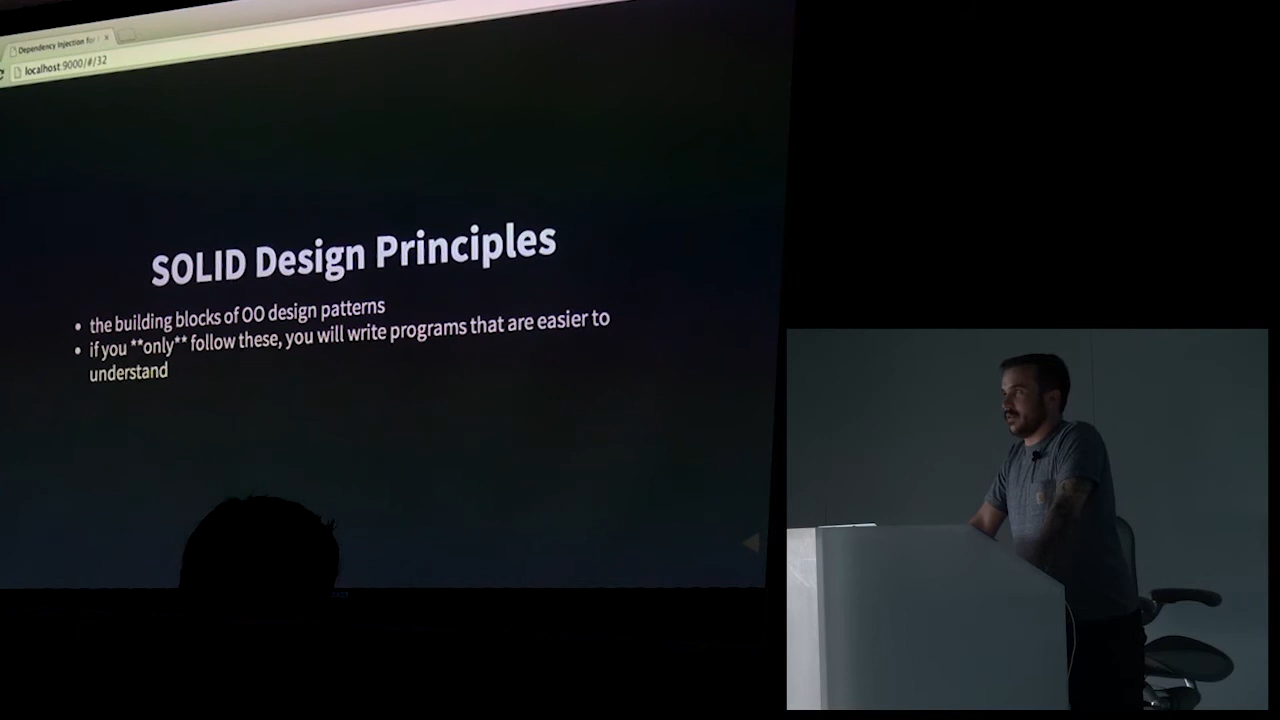 Dependency Injection for
localhost:9000/#/32
SOLID Design Principles
• the building blocks of OO design patterns
• if you **only** follow these, you will write programs that are easier to
understand